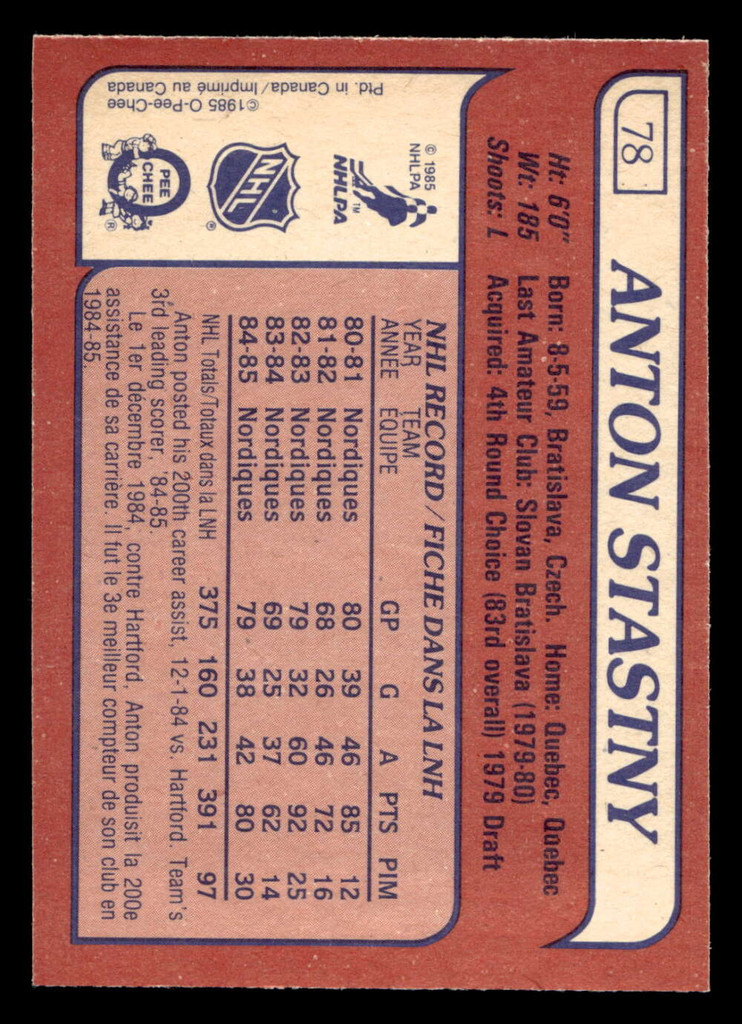 78
ANTON STASTNY
Ht: 6'0" Born: 8-5-59, Bratislava, Czech. Home: Quebec, Quebec
Wt: 185 Last Amateur Club: Slovan Bratislava (1979-80)
Shoots: L Acquired: 4th Round Choice (83rd overall) 1979 Draft
© 1985
NHLPA
NHLPA™
NHL
®
O
PEE
CHEE
®
©1985 O-Pee-Chee
Ptd. in Canada/Imprimé au Canada
NHL RECORD/FICHE DANS LA LNH
YEAR TEAM
ANNÉE ÉQUIPE GP G A PTS PIM
80-81 Nordiques 80 39 46 85 12
81-82 Nordiques 68 26 46 72 16
82-83 Nordiques 79 32 60 92 25
83-84 Nordiques 69 25 37 62 14
84-85 Nordiques 79 38 42 80 30
NHL Totals/Totaux dans la LNH 375 160 231 391 97
Anton posted his 200th career assist, 12-1-84 vs. Hartford. Team's
3rd leading scorer, '84-85.
Le 1er décembre 1984, contre Hartford, Anton produisit la 200e
assistance de sa carrière. Il fut le 3e meilleur compteur de son club en
1984-85.